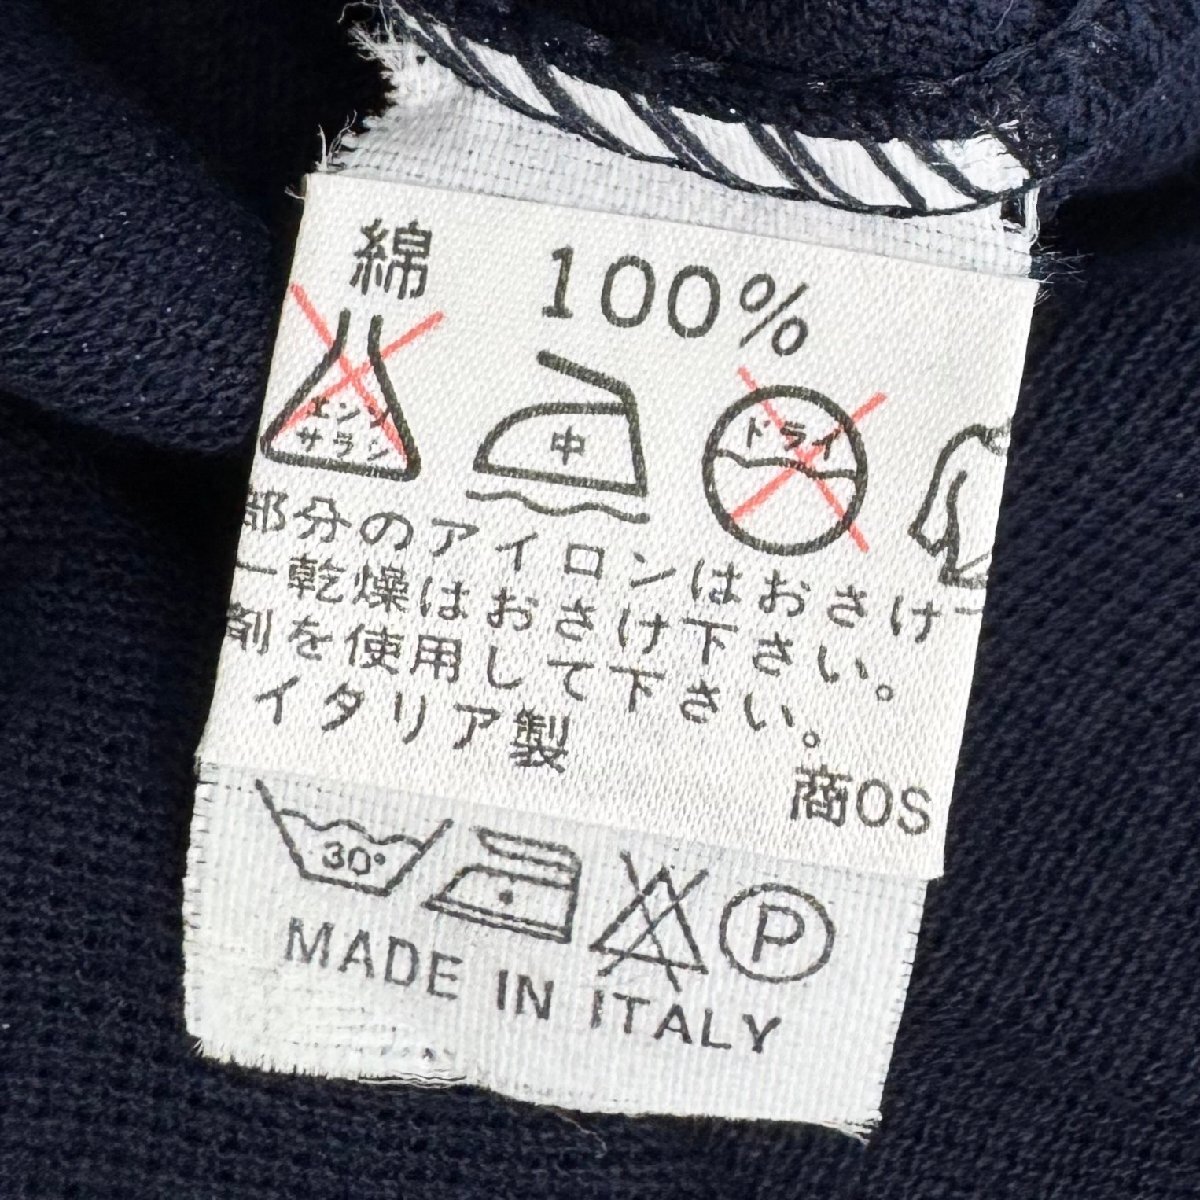 綿 100%
エンソ
サラシ
中
ドライ
部分のアイロンはおさけ
ー乾燥はおさけ下さい。
剤を使用して下さい。
イタリア製
商OS
30°
P
MADE IN ITALY